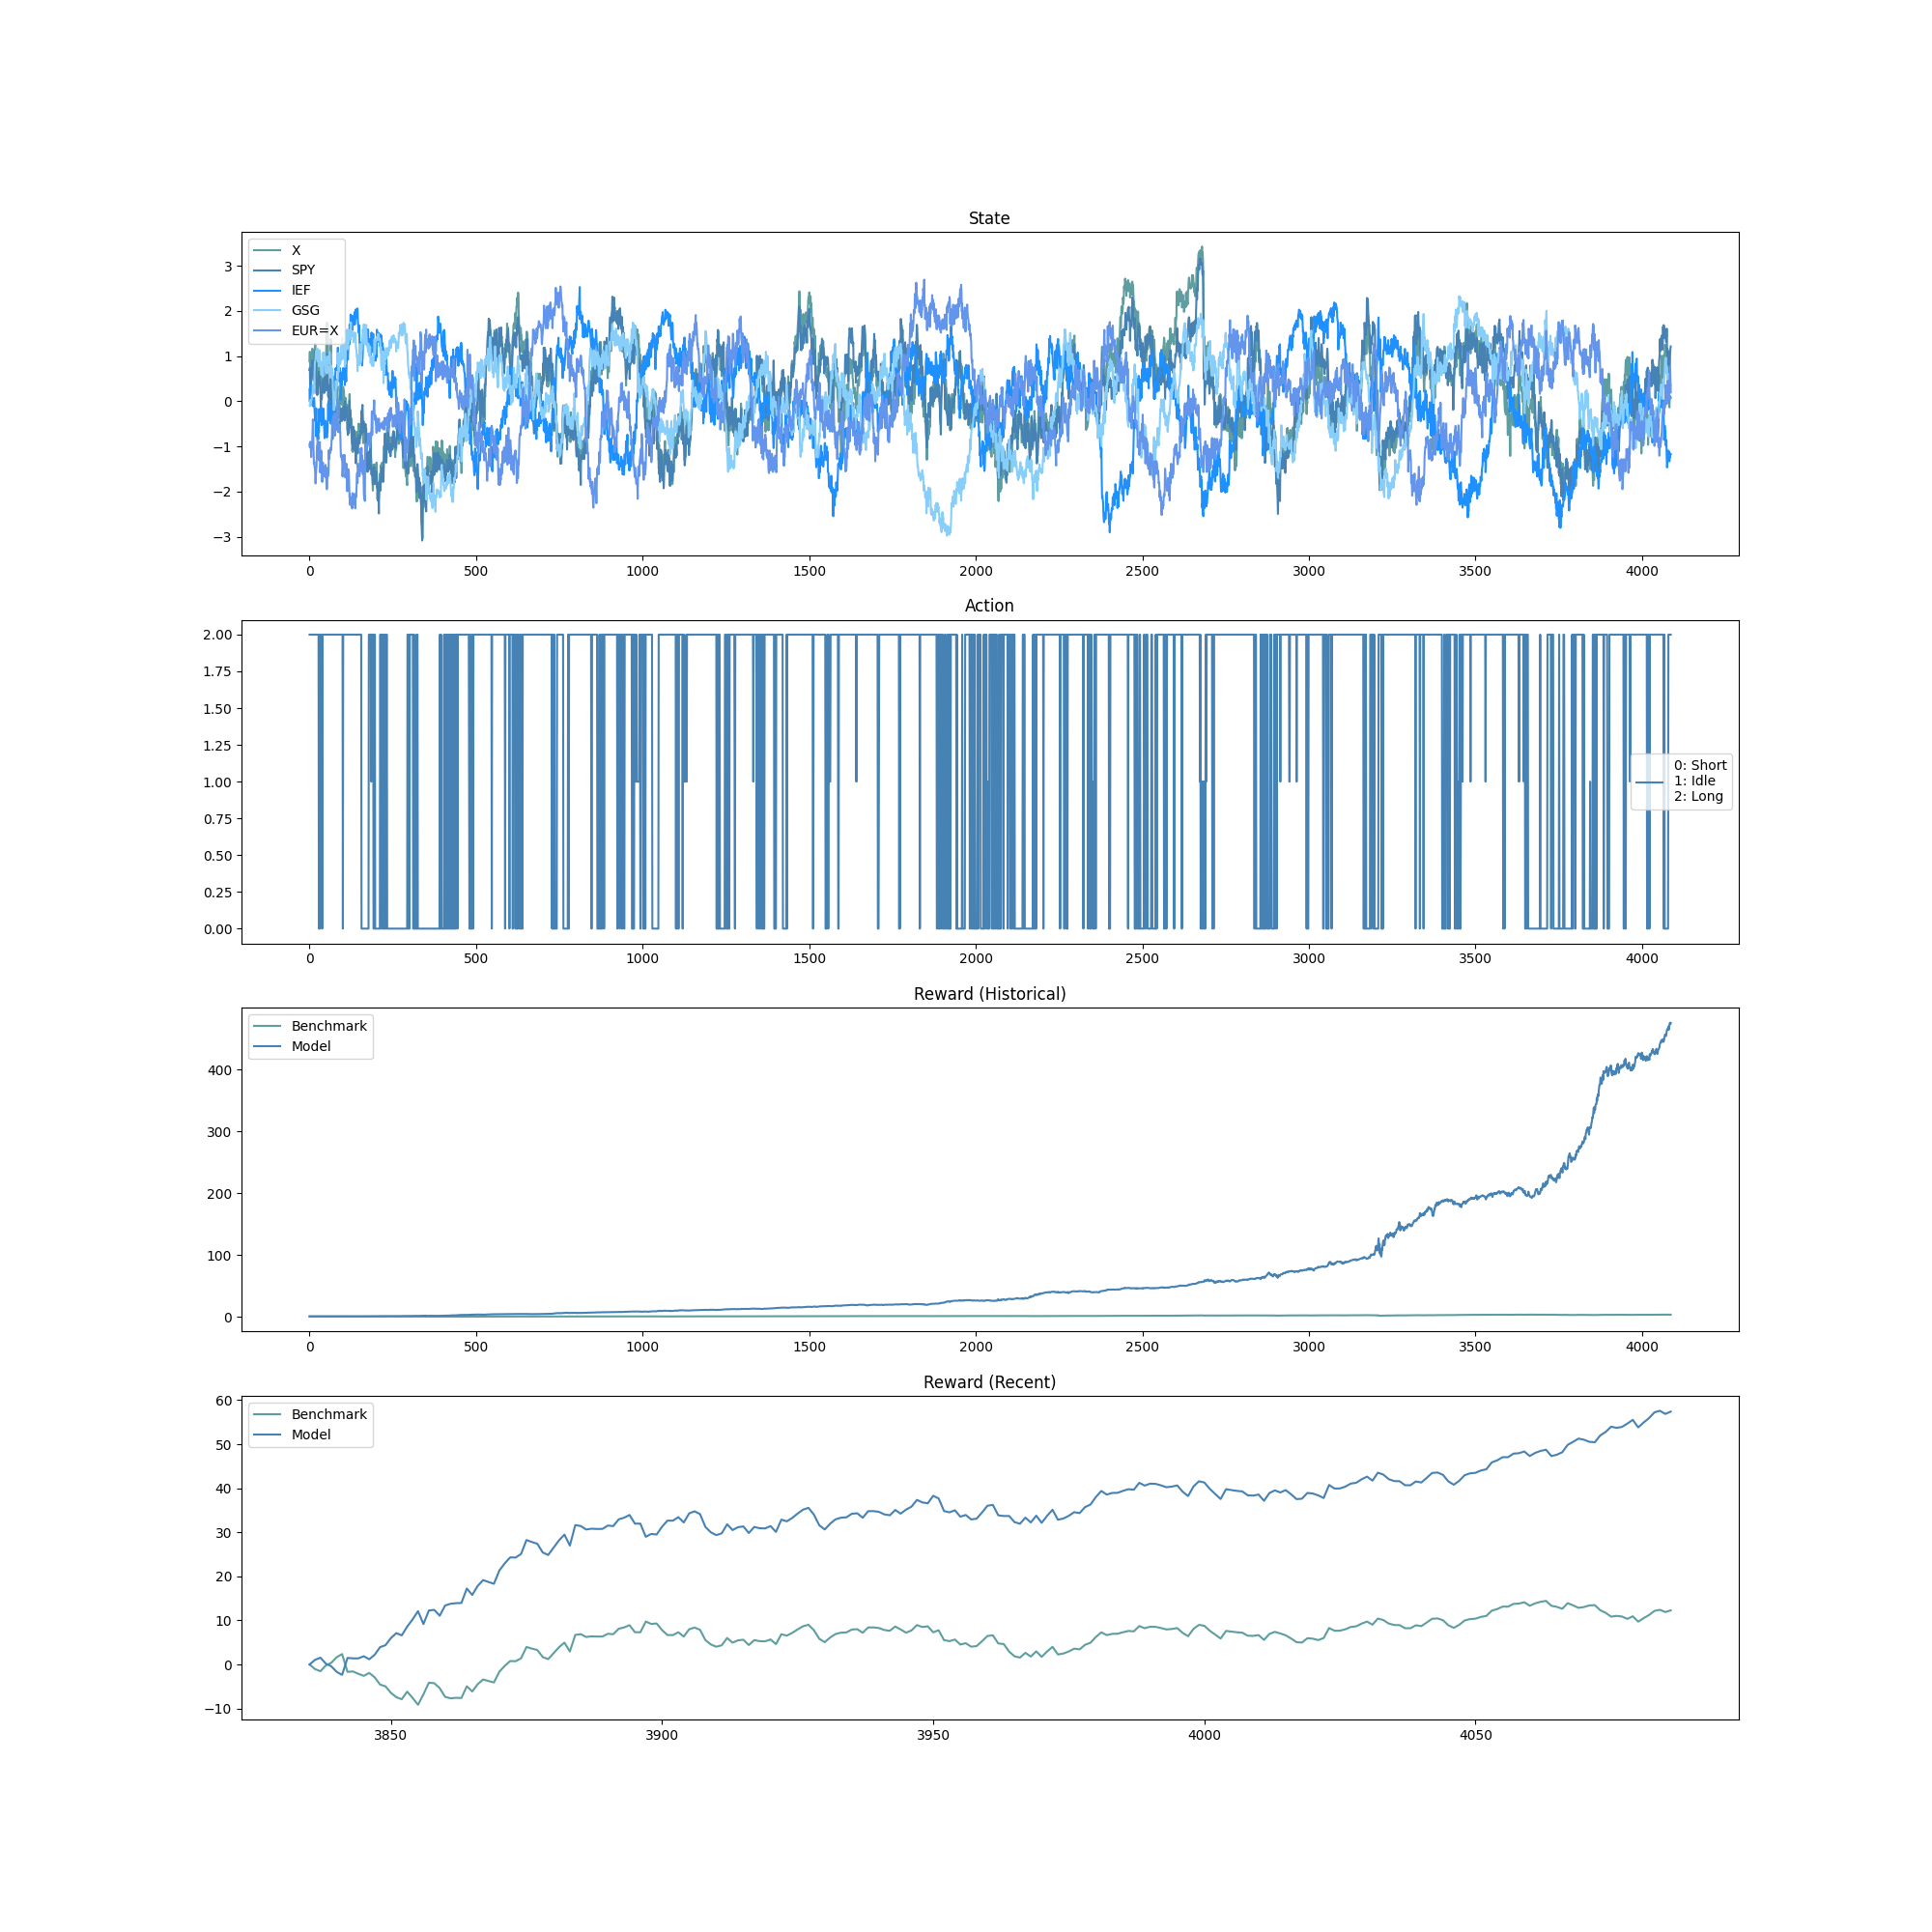 State
X
SPY
IEF
GSG
EUR=X
3
2
1
0
−1
−2
−3
0 500 1000 1500 2000 2500 3000 3500 4000
Action
2.00
1.75
1.50
1.25
1.00
0.75
0.50
0.25
0.00
0: Short
1: Idle
2: Long
0 500 1000 1500 2000 2500 3000 3500 4000
Reward (Historical)
Benchmark
Model
400
300
200
100
0
0 500 1000 1500 2000 2500 3000 3500 4000
Reward (Recent)
Benchmark
Model
60
50
40
30
20
10
0
−10
3850 3900 3950 4000 4050